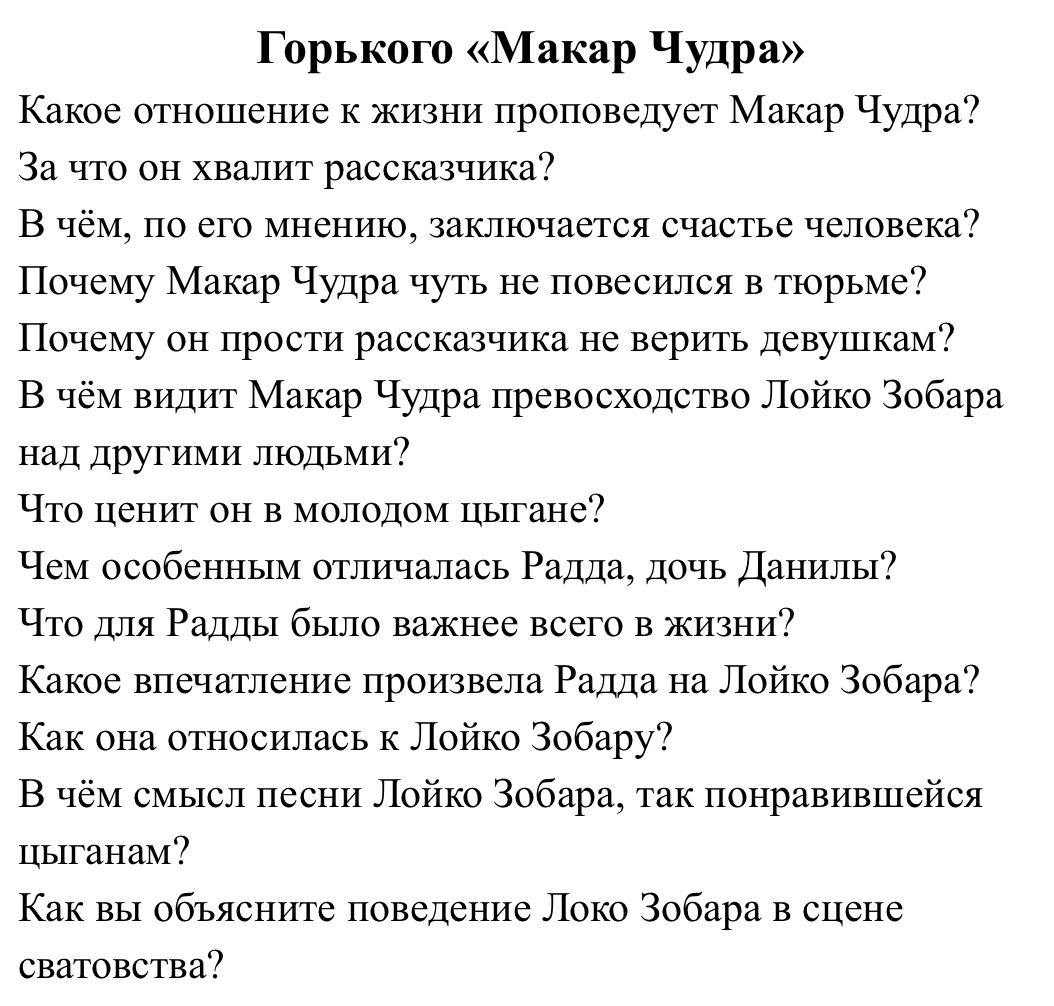 Горького «Макар Чудра»
Какое отношение к жизни проповедует Макар Чудра?
За что он хвалит рассказчика?
В чём, по его мнению, заключается счастье человека?
Почему Макар Чудра чуть не повесился в тюрьме?
Почему он прости рассказчика не верить девушкам?
В чём видит Макар Чудра превосходство Лойко Зобара
над другими людьми?
Что ценит он в молодом цыгане?
Чем особенным отличалась Радда, дочь Данилы?
Что для Радды было важнее всего в жизни?
Какое впечатление произвела Радда на Лойко Зобара?
Как она относилась к Лойко Зобару?
В чём смысл песни Лойко Зобара, так понравившейся
цыганам?
Как вы объясните поведение Локо Зобара в сцене
сватовства?